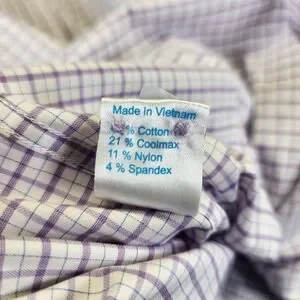 Made in Vietnam
% Cotton
21 % Coolmax
11 % Nylon
4 % Spandex